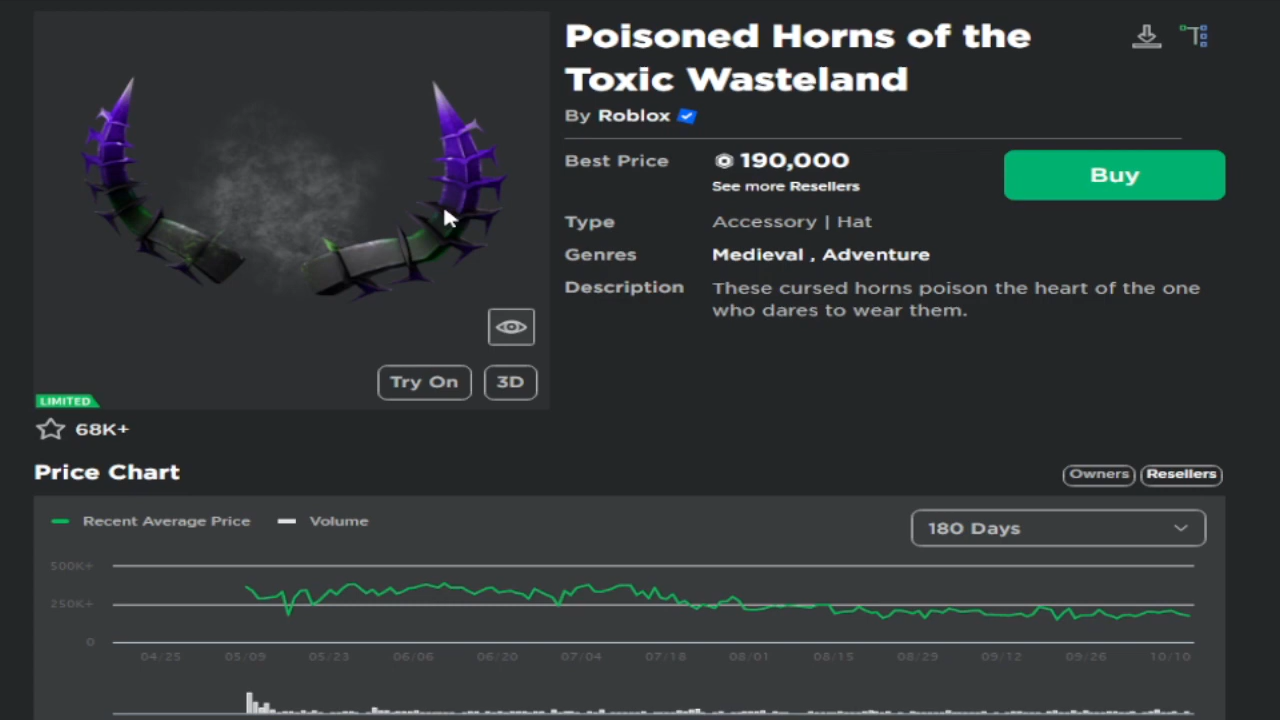 Poisoned Horns of the
Toxic Wasteland
By Roblox
Best Price
190,000
Buy
See more Resellers
Type
Accessory | Hat
Genres
Medieval , Adventure
Description
These cursed horns poison the heart of the one
who dares to wear them.
Try On
3D
LIMITED
68K+
Price Chart
Owners
Resellers
Recent Average Price
Volume
180 Days
500K+
250K+
0
04/25 05/09 05/23 06/06 06/20 07/04 07/18 08/01 08/15 08/29 09/12 09/26 10/10